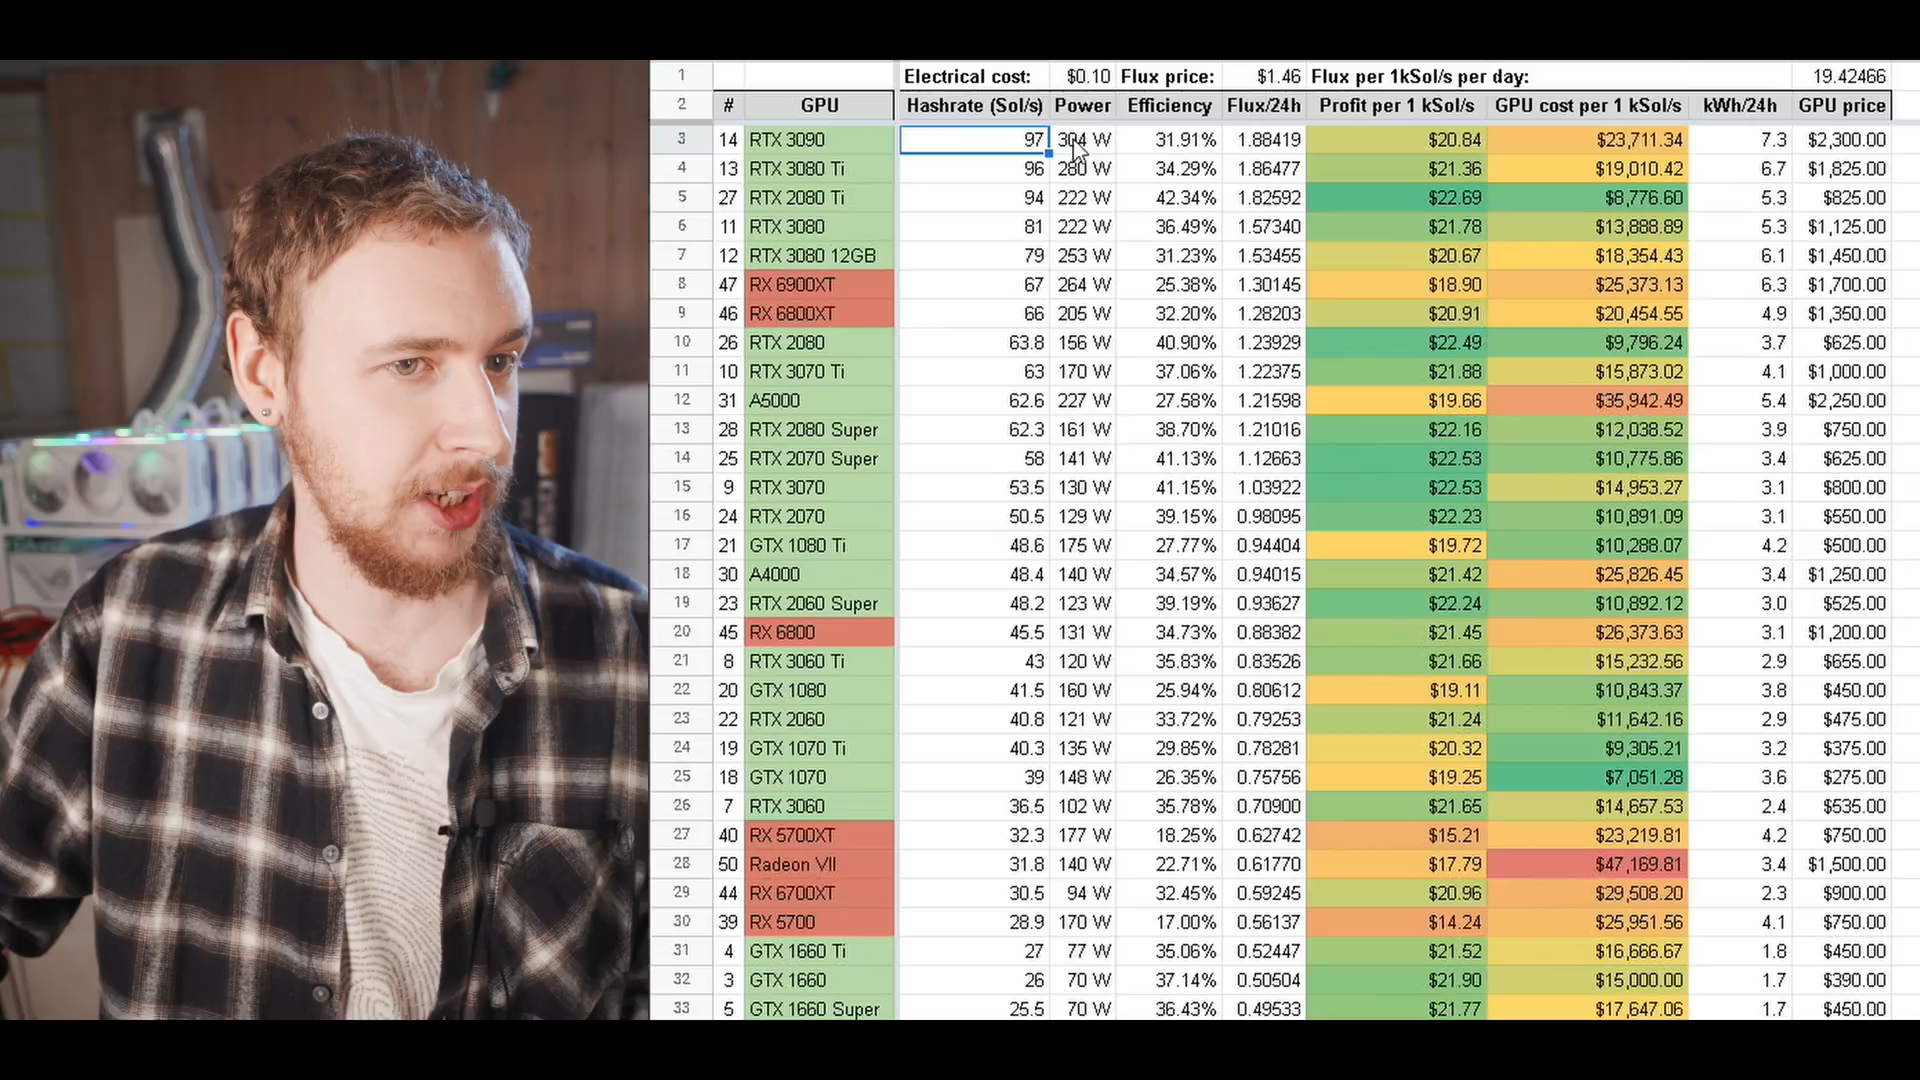 1 Electrical cost: $0.10 Flux price: $1.46 Flux per 1kSol/s per day: 19.42466
2 # GPU Hashrate (Sol/s) Power Efficiency Flux/24h Profit per 1 kSol/s GPU cost per 1 kSol/s kWh/24h GPU price
3 14 RTX 3090 97 304 W 31.91% 1.88419 $20.84 $23,711.34 7.3 $2,300.00
4 13 RTX 3080 Ti 96 280 W 34.29% 1.86477 $21.36 $19,010.42 6.7 $1,825.00
5 27 RTX 2080 Ti 94 222 W 42.34% 1.82592 $22.69 $8,776.60 5.3 $825.00
6 11 RTX 3080 81 222 W 36.49% 1.57340 $21.78 $13,888.89 5.3 $1,125.00
7 12 RTX 3080 12GB 79 253 W 31.23% 1.53455 $20.67 $18,354.43 6.1 $1,450.00
8 47 RX 6900XT 67 264 W 25.38% 1.30145 $18.90 $25,373.13 6.3 $1,700.00
9 46 RX 6800XT 66 205 W 32.20% 1.28203 $20.91 $20,454.55 4.9 $1,350.00
10 26 RTX 2080 63.8 156 W 40.90% 1.23929 $22.49 $9,796.24 3.7 $625.00
11 10 RTX 3070 Ti 63 170 W 37.06% 1.22375 $21.88 $15,873.02 4.1 $1,000.00
12 31 A5000 62.6 227 W 27.58% 1.21598 $19.66 $35,942.49 5.4 $2,250.00
13 28 RTX 2080 Super 62.3 161 W 38.70% 1.21016 $22.16 $12,038.52 3.9 $750.00
14 25 RTX 2070 Super 58 141 W 41.13% 1.12663 $22.53 $10,775.86 3.4 $625.00
15 9 RTX 3070 53.5 130 W 41.15% 1.03922 $22.53 $14,953.27 3.1 $800.00
16 24 RTX 2070 50.5 129 W 39.15% 0.98095 $22.23 $10,891.09 3.1 $550.00
17 21 GTX 1080 Ti 48.6 175 W 27.77% 0.94404 $19.72 $10,288.07 4.2 $500.00
18 30 A4000 48.4 140 W 34.57% 0.94015 $21.42 $25,826.45 3.4 $1,250.00
19 23 RTX 2060 Super 48.2 123 W 39.19% 0.93627 $22.24 $10,892.12 3.0 $525.00
20 45 RX 6800 45.5 131 W 34.73% 0.88382 $21.45 $26,373.63 3.1 $1,200.00
21 8 RTX 3060 Ti 43 120 W 35.83% 0.83526 $21.66 $15,232.56 2.9 $655.00
22 20 GTX 1080 41.5 160 W 25.94% 0.80612 $19.11 $10,843.37 3.8 $450.00
23 22 RTX 2060 40.8 121 W 33.72% 0.79253 $21.24 $11,642.16 2.9 $475.00
24 19 GTX 1070 Ti 40.3 135 W 29.85% 0.78281 $20.32 $9,305.21 3.2 $375.00
25 18 GTX 1070 39 148 W 26.35% 0.75756 $19.25 $7,051.28 3.6 $275.00
26 7 RTX 3060 36.5 102 W 35.78% 0.70900 $21.65 $14,657.53 2.4 $535.00
27 40 RX 5700XT 32.3 177 W 18.25% 0.62742 $15.21 $23,219.81 4.2 $750.00
28 50 Radeon VII 31.8 140 W 22.71% 0.61770 $17.79 $47,169.81 3.4 $1,500.00
29 44 RX 6700XT 30.5 94 W 32.45% 0.59245 $20.96 $29,508.20 2.3 $900.00
30 39 RX 5700 28.9 170 W 17.00% 0.56137 $14.24 $25,951.56 4.1 $750.00
31 4 GTX 1660 Ti 27 77 W 35.06% 0.52447 $21.52 $16,666.67 1.8 $450.00
32 3 GTX 1660 26 70 W 37.14% 0.50504 $21.90 $15,000.00 1.7 $390.00
33 5 GTX 1660 Super 25.5 70 W 36.43% 0.49533 $21.77 $17,647.06 1.7 $450.00